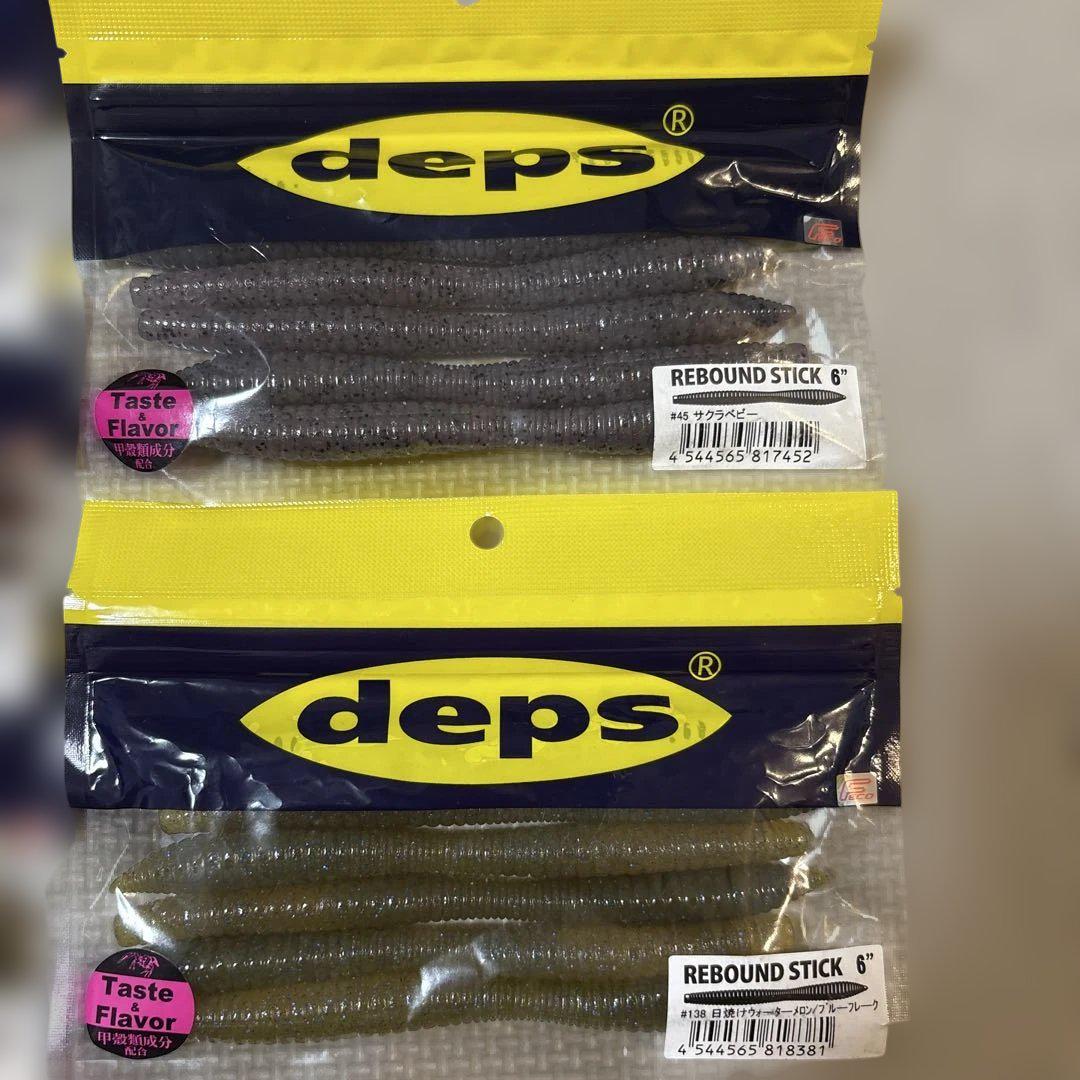 deps®
REBOUND STICK 6”
#45 サクラベビー
4 544565 817452
Taste
&
Flavor
甲殻類成分
配合
deps®
ECO
REBOUND STICK 6”
#138 日焼けウォーターメロン/ブルーフレーク
4 544565 818381
Taste
&
Flavor
甲殻類成分
配合